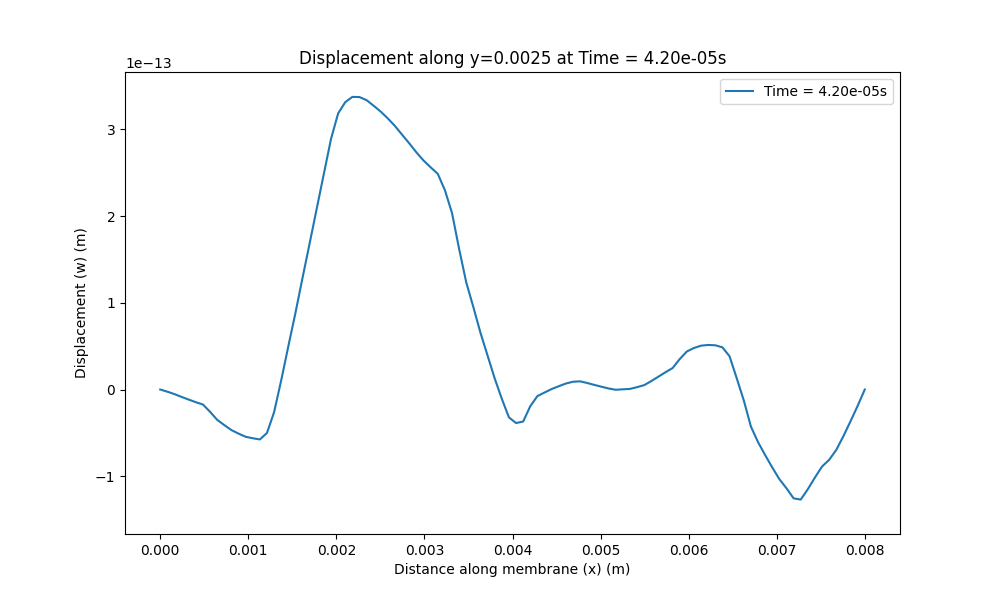 Displacement along y=0.0025 at Time = 4.20e-05s
1e−13
Time = 4.20e-05s
Displacement (w) (m)
3
2
1
0
−1
0.000 0.001 0.002 0.003 0.004 0.005 0.006 0.007 0.008
Distance along membrane (x) (m)